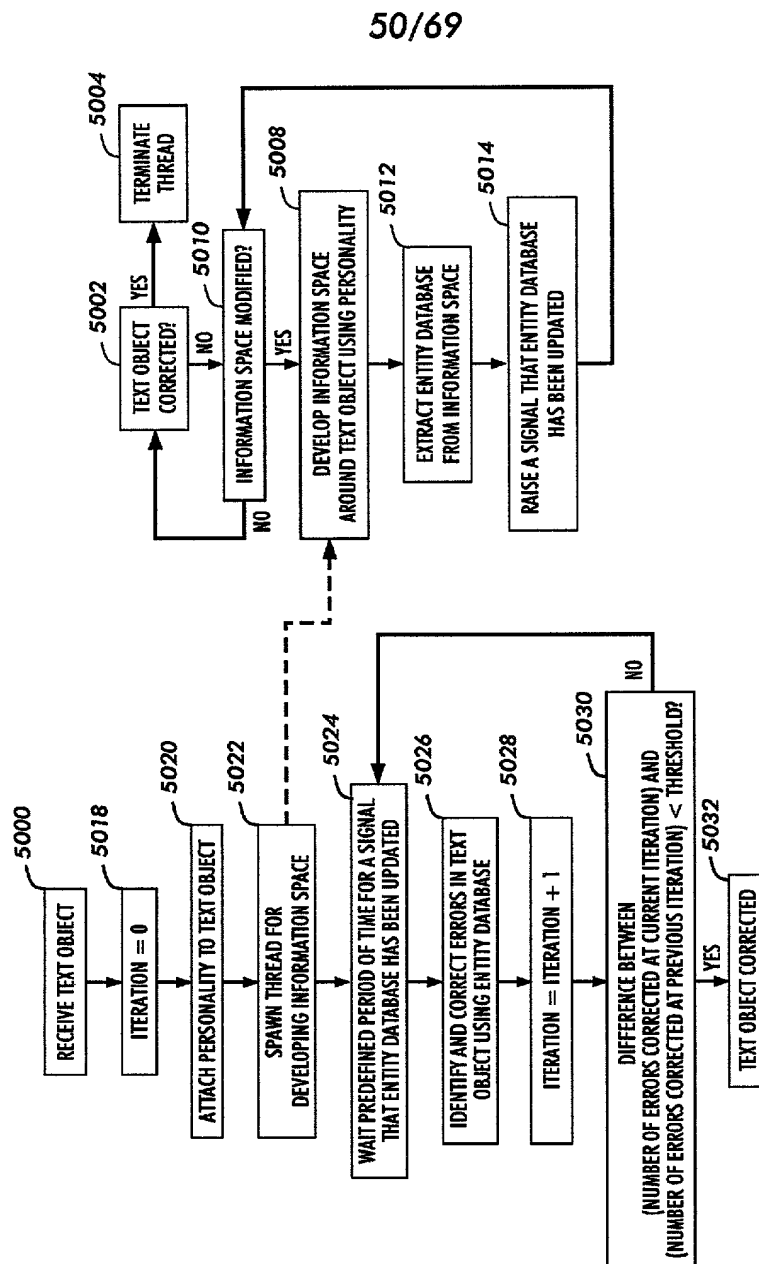 50/69
5000
RECEIVE TEXT OBJECT
5018
ITERATION = 0
5020
ATTACH PERSONALITY TO TEXT OBJECT
5022
SPAWN THREAD FOR
DEVELOPING INFORMATION SPACE
5024
WAIT PREDEFINED PERIOD OF TIME FOR A SIGNAL
THAT ENTITY DATABASE HAS BEEN UPDATED
5026
IDENTIFY AND CORRECT ERRORS IN TEXT
OBJECT USING ENTITY DATABASE
5028
ITERATION = ITERATION + 1
5030
DIFFERENCE BETWEEN
(NUMBER OF ERRORS CORRECTED AT CURRENT ITERATION) AND
(NUMBER OF ERRORS CORRECTED AT PREVIOUS ITERATION) < THRESHOLD?
NO
YES
5032
TEXT OBJECT CORRECTED
5002
TEXT OBJECT
CORRECTED?
YES
5004
TERMINATE
THREAD
NO
5010
INFORMATION SPACE MODIFIED?
NO
YES
5008
DEVELOP INFORMATION SPACE
AROUND TEXT OBJECT USING PERSONALITY
5012
EXTRACT ENTITY DATABASE
FROM INFORMATION SPACE
5014
RAISE A SIGNAL THAT ENTITY DATABASE
HAS BEEN UPDATED